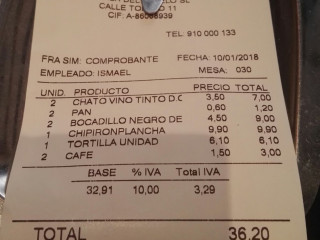 CALLE TOLEDO 11
CIF: A-86068939
TEL: 910 000 133
FRA SIM: COMPROBANTE FECHA: 10/01/2018
EMPLEADO: ISMAEL MESA: 030
UNID. PRODUCTO PRECIO TOTAL
2 CHATO VINO TINTO D.C 3,50 7,00
2 PAN 0,60 1,20
2 BOCADILLO NEGRO DE 4,50 9,00
1 CHIPIRONPLANCHA 9,90 9,90
1 TORTILLA UNIDAD 6,10 6,10
2 CAFE 1,50 3,00
BASE % IVA Total IVA
32,91 10,00 3,29
TOTAL 36,20